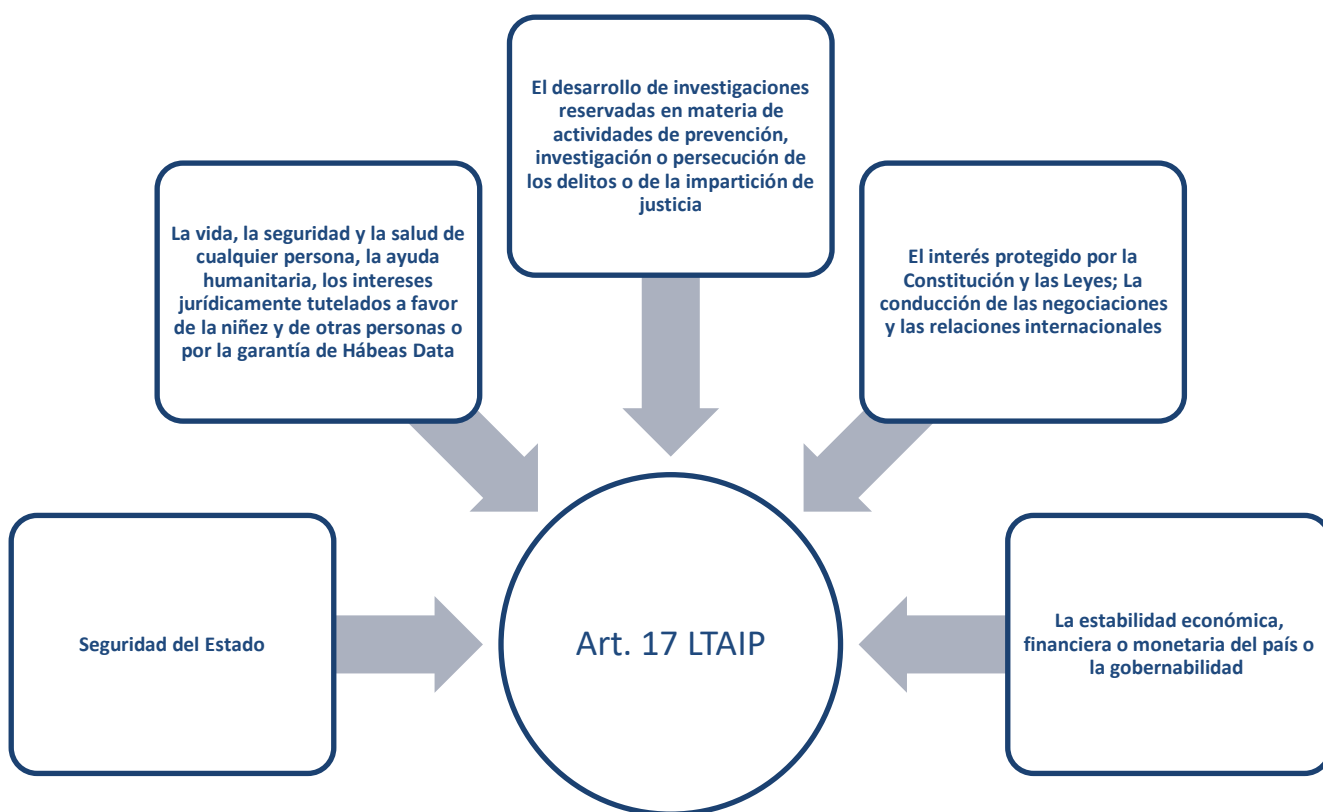 El desarrollo de investigaciones
reservadas en materia de
actividades de prevención,
investigación o persecución de
los delitos o de la impartición de
justicia
La vida, la seguridad y la salud de
cualquier persona, la ayuda
humanitaria, los intereses
jurídicamente tutelados a favor
de la niñez y de otras personas o
por la garantía de Hábeas Data
El interés protegido por la
Constitución y las Leyes; La
conducción de las negociaciones
y las relaciones internacionales
Seguridad del Estado
Art. 17 LTAIP
La estabilidad económica,
financiera o monetaria del país o
la gobernabilidad